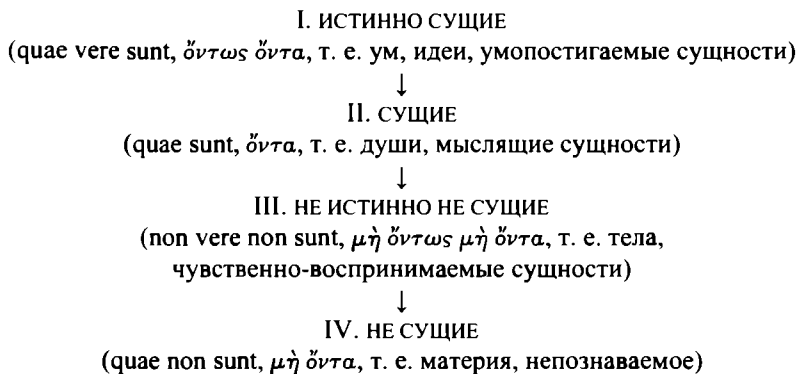 I. ИСТИННО СУЩИЕ
(quae vere sunt, ὄντως ὄντα, т. е. ум, идеи, умопостигаемые сущности)
↓
II. СУЩИЕ
(quae sunt, ὄντα, т. е. души, мыслящие сущности)
↓
III. НЕ ИСТИННО НЕ СУЩИЕ
(non vere non sunt, μὴ ὄντως μὴ ὄντα, т. е. тела,
чувственно-воспринимаемые сущности)
↓
IV. НЕ СУЩИЕ
(quae non sunt, μὴ ὄντα, т. е. материя, непознаваемое)